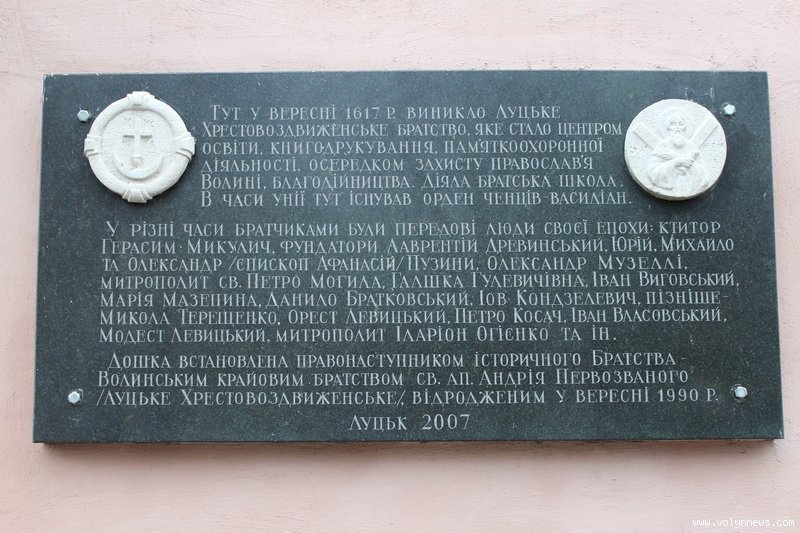 Тут у вересні 1617 р. виникло Луцьке
Хрестовоздвиженське братство, яке стало центром
освіти, книгодрукування, пам'яткоохоронної
діяльності, осередком захисту православ'я
Волині, благодійництва. Діяла братська школа.
В часи унії тут існував орден ченців василіан.
У різні часи братчиками були передові люди своєї епохи: ктитор
Герасим Микулич, фундатори Лаврентій Древинський, Юрій, Михайло
та Олександр /єпископ Афанасій/ Пузини, Олександр Музеллі,
митрополит св. Петро Могила, Галшка Гулевичівна, Іван Виговський,
Марія Мазепина, Данило Братковський, Іов Кондзелевич, пізніше-
Микола Терещенко, Орест Левицький, Петро Косач, Іван Власовський,
Модест Левицький, митрополит Іларіон Огієнко та ін.
Дошка встановлена правонаступником історичного Братства-
Волинським крайовим братством св. ап. Андрія Первозваного
/Луцьке Хрестовоздвиженське/ відродженим у вересні 1990 р.
Луцьк 2007
www.volynnews.com